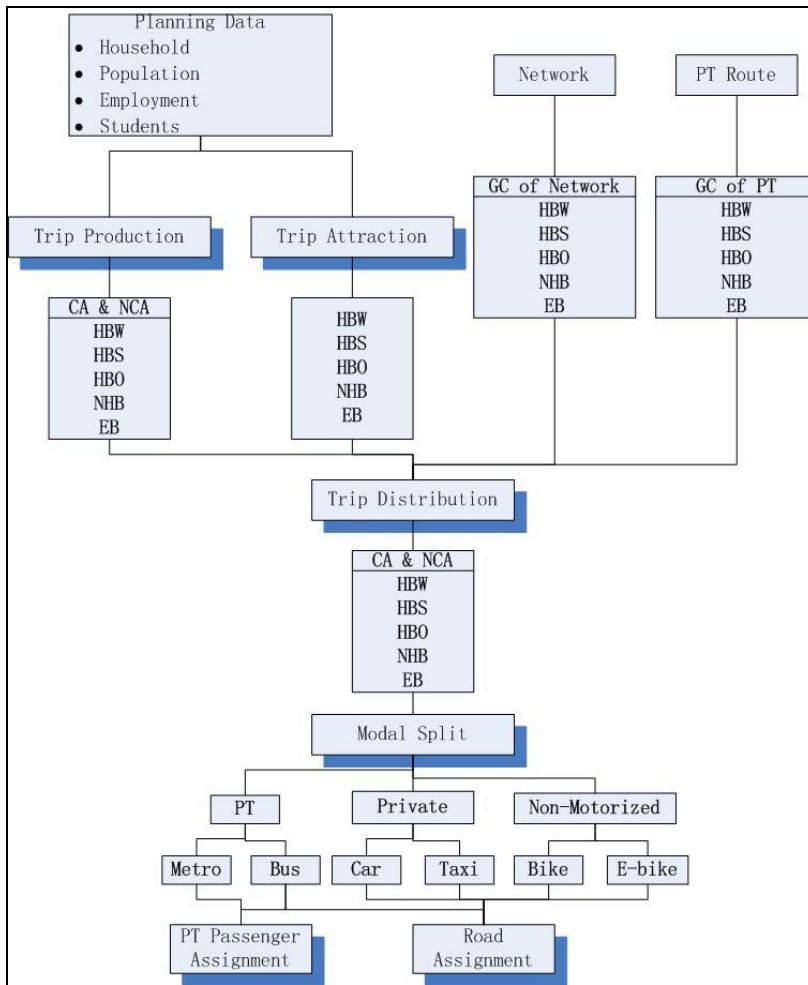 Planning Data
• Household
• Population
• Employment
• Students
Network
PT Route
Trip Production
Trip Attraction
GC of Network
HBW
HBS
HBO
NHB
EB
GC of PT
HBW
HBS
HBO
NHB
EB
CA & NCA
HBW
HBS
HBO
NHB
EB
HBW
HBS
HBO
NHB
EB
Trip Distribution
CA & NCA
HBW
HBS
HBO
NHB
EB
Modal Split
PT
Private
Non-Motorized
Metro
Bus
Car
Taxi
Bike
E-bike
PT Passenger
Assignment
Road
Assignment